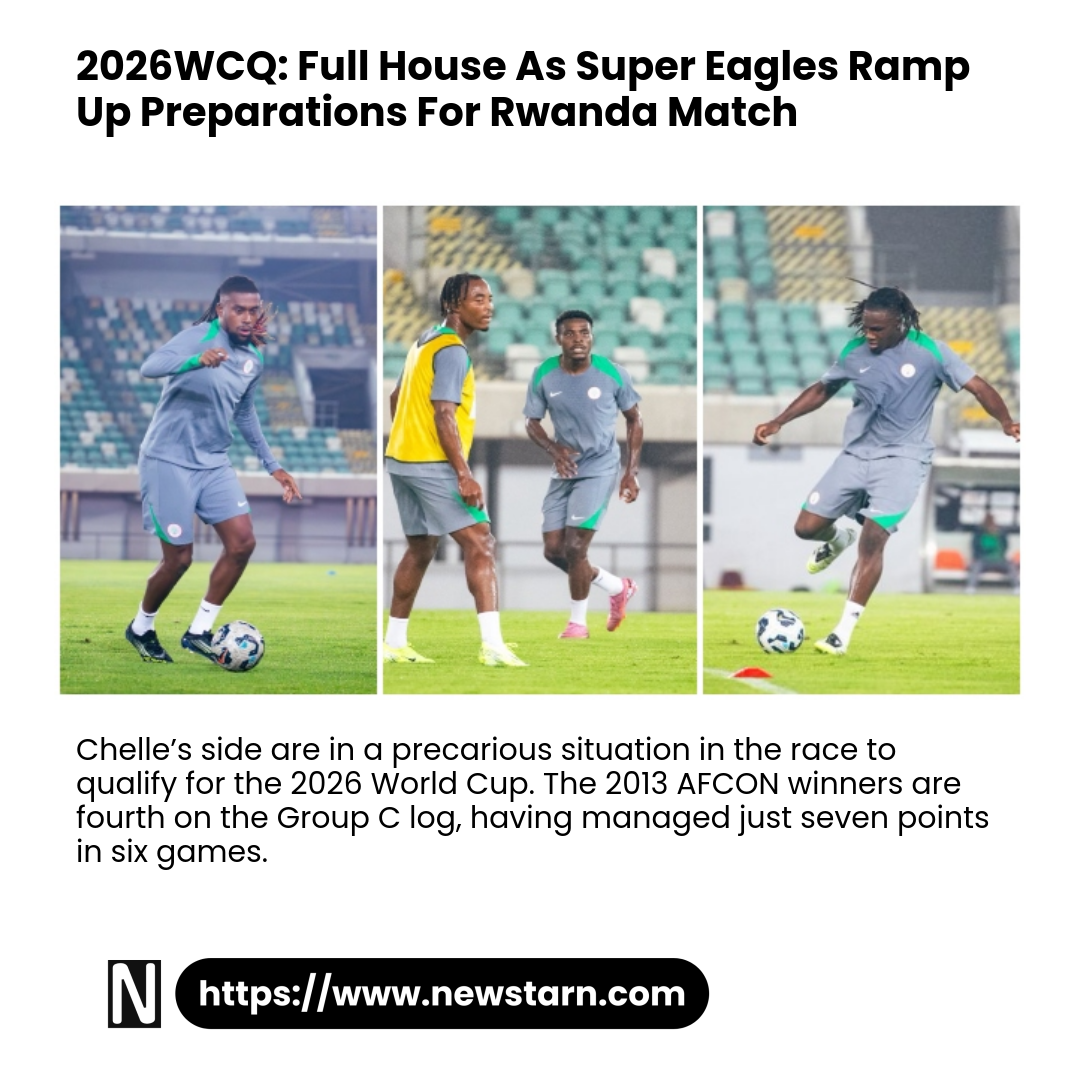 2026WCQ: Full House As Super Eagles Ramp
Up Preparations For Rwanda Match
Chelle’s side are in a precarious situation in the race to
qualify for the 2026 World Cup. The 2013 AFCON winners are
fourth on the Group C log, having managed just seven points
in six games.
N
https://www.newstarn.com